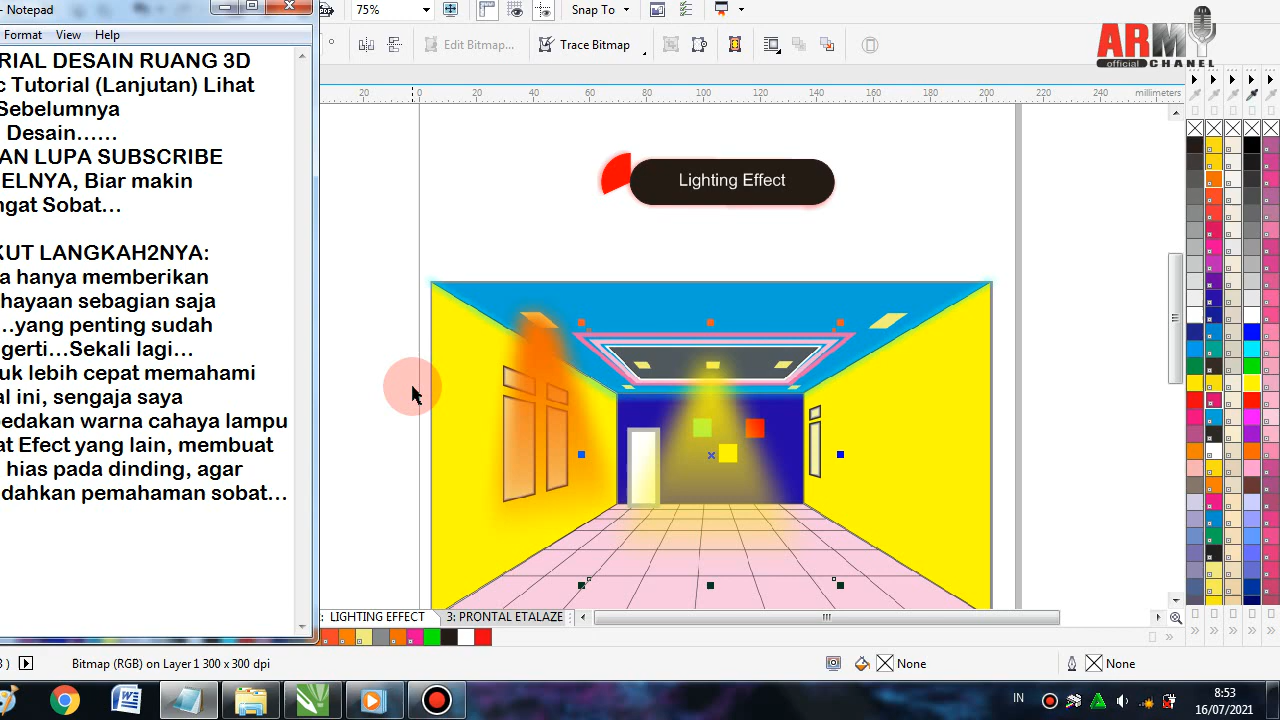 - Notepad
Format View Help
RIAL DESAIN RUANG 3D
c Tutorial (Lanjutan) Lihat
Sebelumnya
Desain......
AN LUPA SUBSCRIBE
ELNYA, Biar makin
ngat Sobat...
KUT LANGKAH2NYA:
a hanya memberikan
hayaan sebagian saja
...yang penting sudah
gerti...Sekali lagi...
uk lebih cepat memahami
al ini, sengaja saya
edakan warna cahaya lampu
at Efect yang lain, membuat
hias pada dinding, agar
udahkan pemahaman sobat...
75% Snap To
Edit Bitmap... Trace Bitmap
ARM
official CHANEL
20 0 20 40 60 80 100 120 140 160 180 200 220 240 millimeters
Lighting Effect
: LIGHTING EFFECT 3: PRONTAL ETALAZE
3 ) Bitmap (RGB) on Layer 1 300 x 300 dpi None None
IN 8:53
16/07/2021